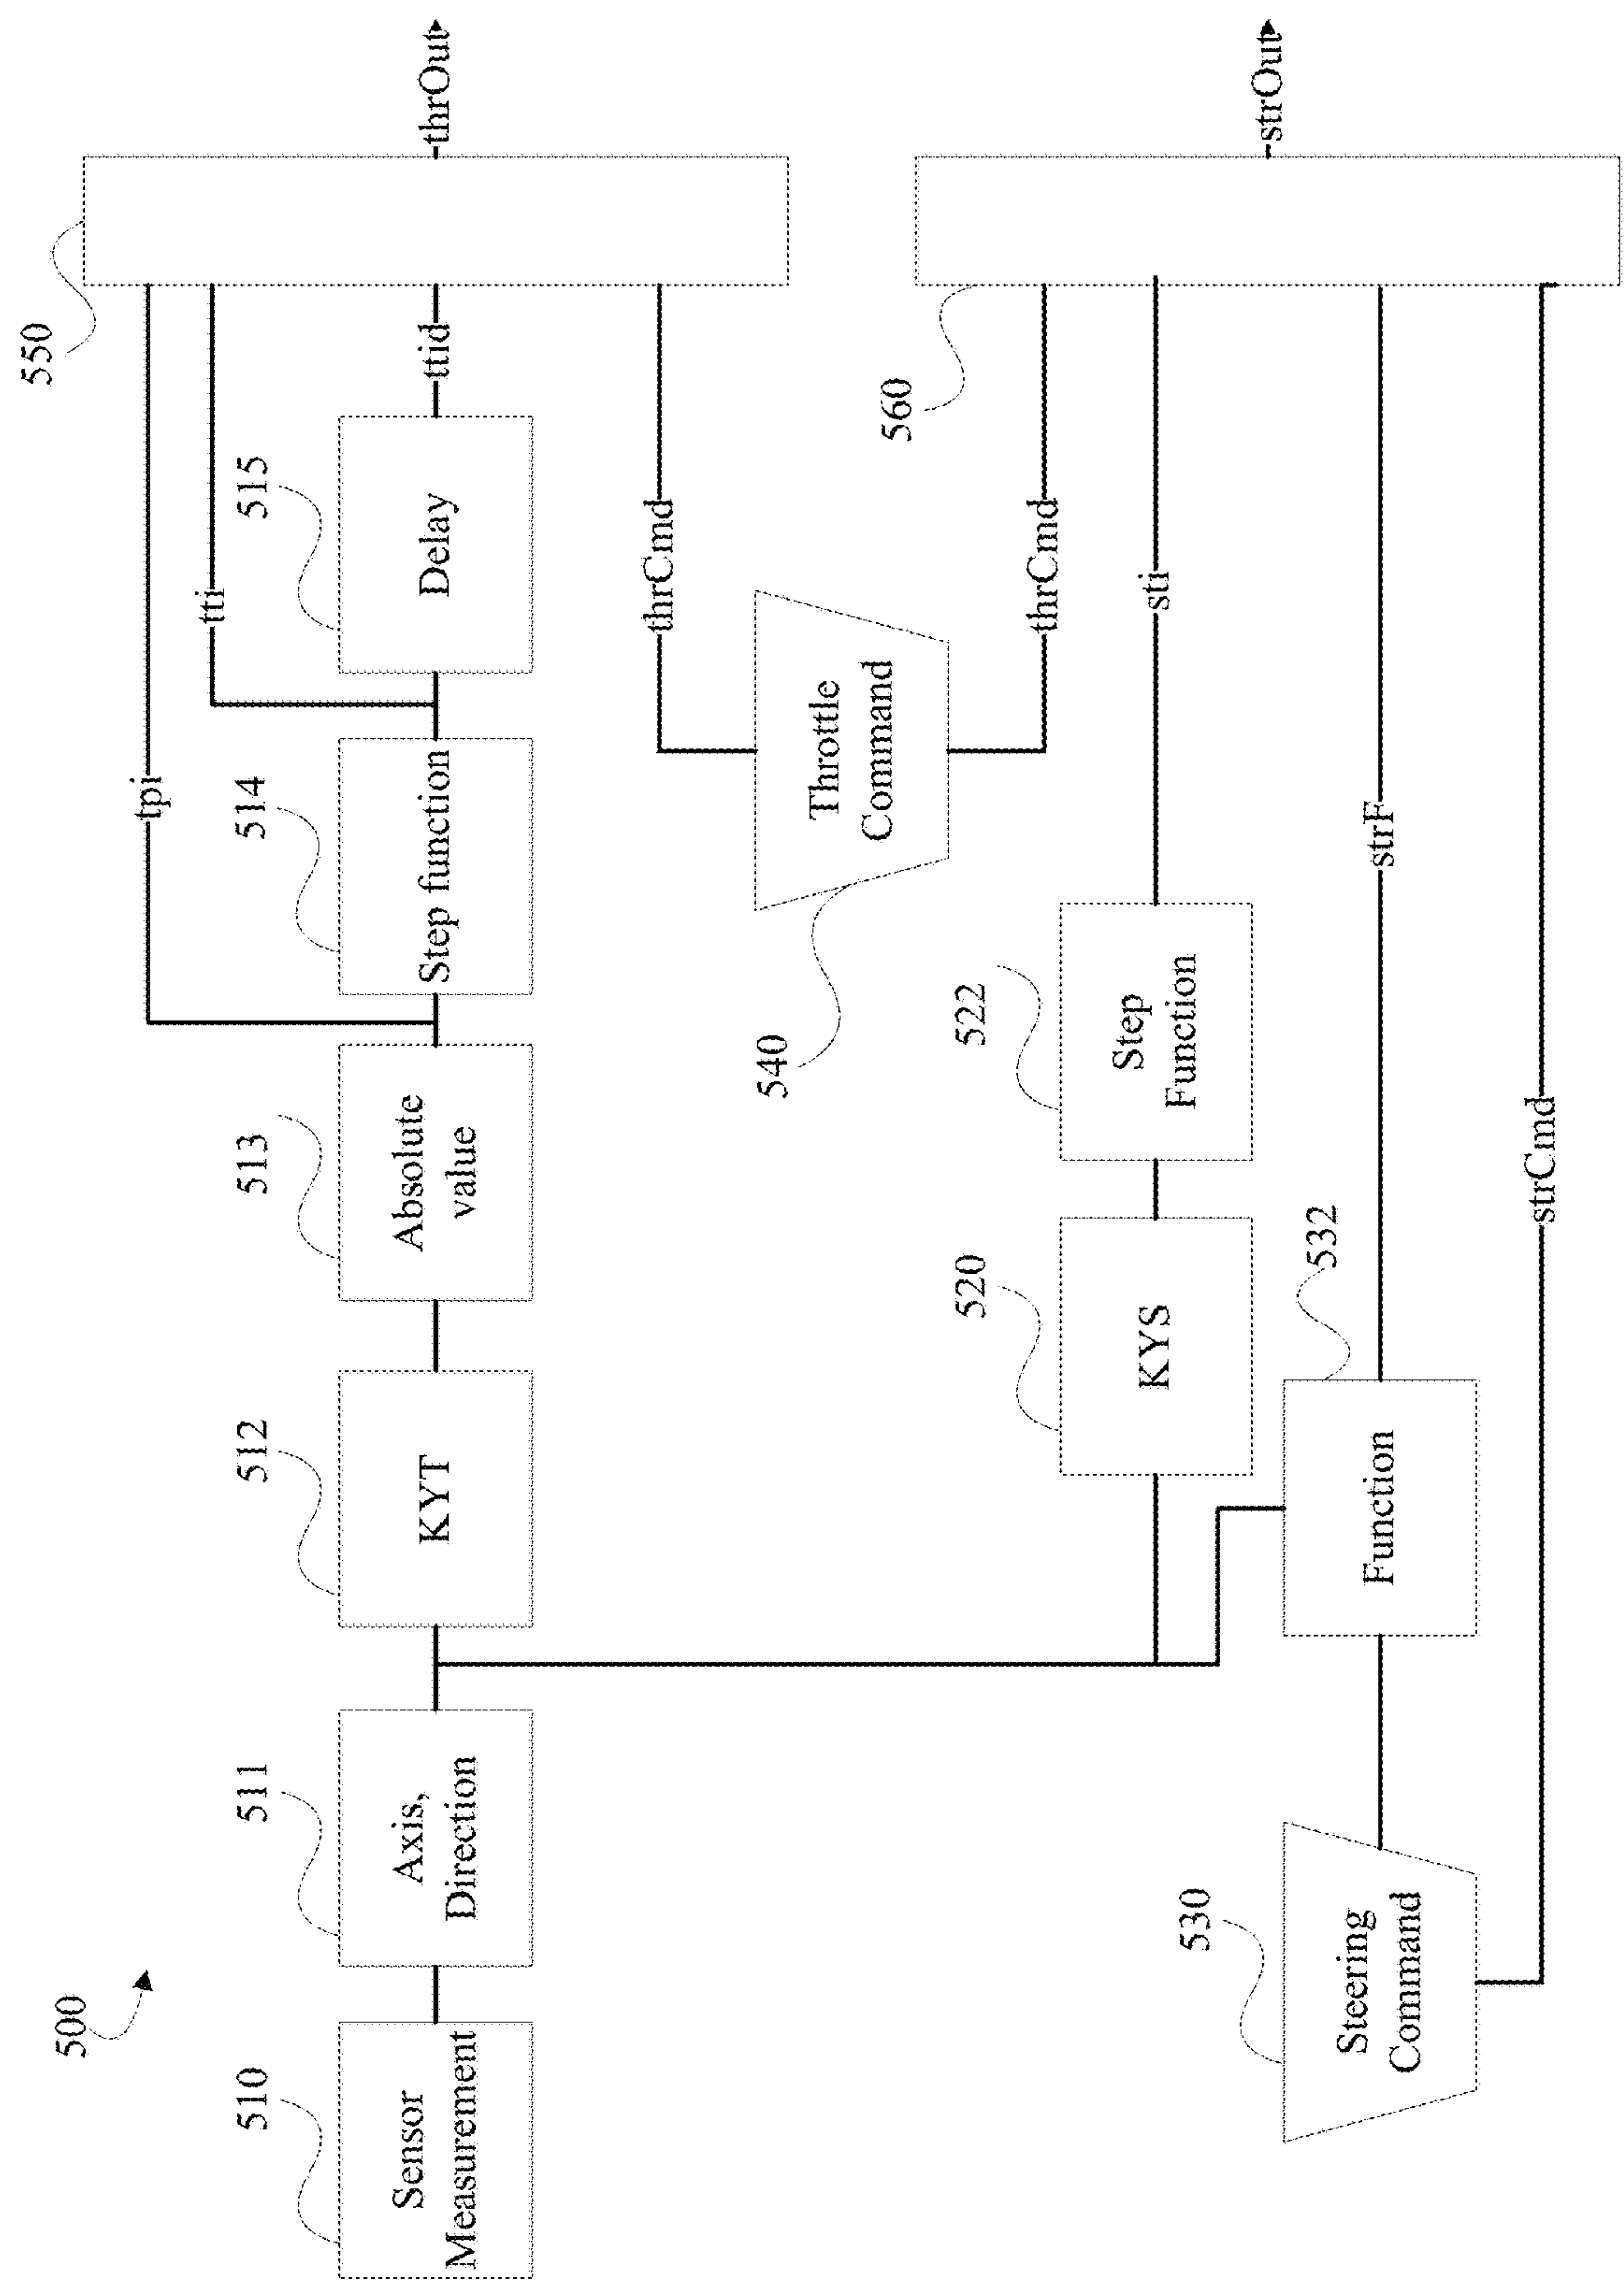 500
510
Sensor
Measurement
511
Axis,
Direction
512
KYT
513
Absolute
value
514
Step function
515
Delay
tpi
tti
ttid
550
thrOut
thrCmd
540
Throttle
Command
thrCmd
560
strOut
520
KYS
522
Step
Function
sti
530
Steering
Command
532
Function
strF
strCmd